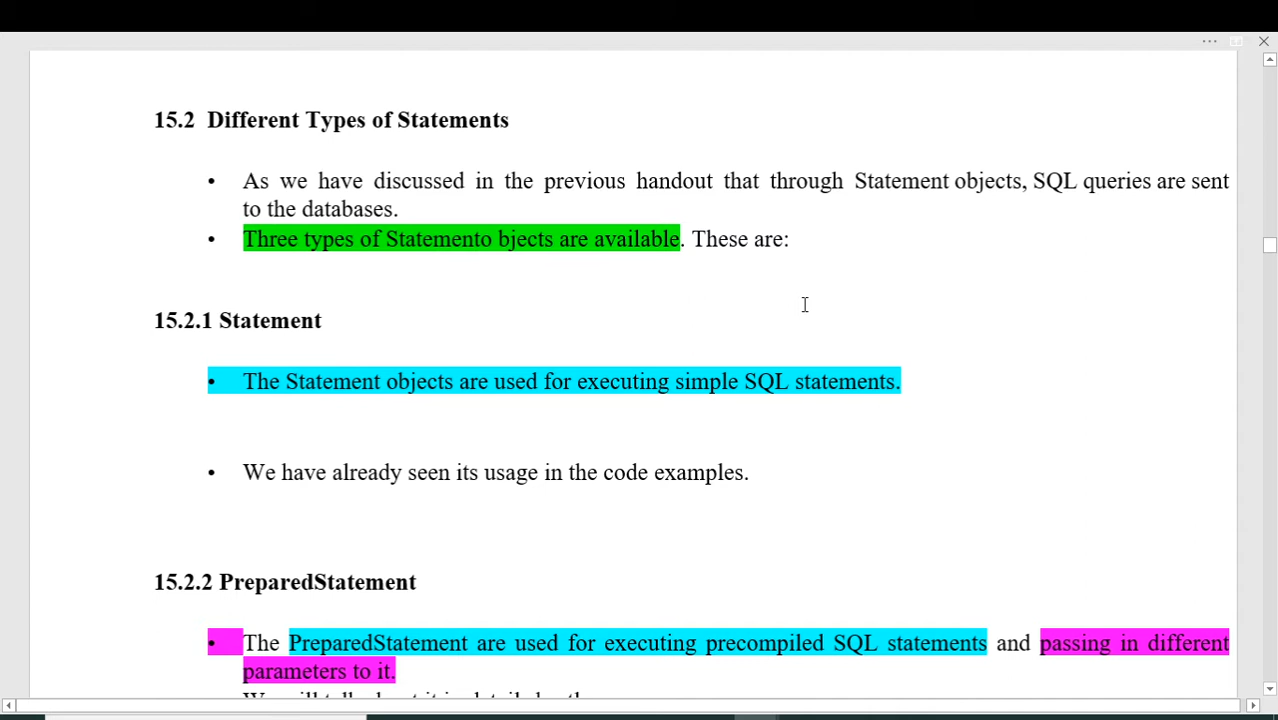 15.2 Different Types of Statements
• As we have discussed in the previous handout that through Statement objects, SQL queries are sent
to the databases.
• Three types of Statemento bjects are available. These are:
15.2.1 Statement
• The Statement objects are used for executing simple SQL statements.
• We have already seen its usage in the code examples.
15.2.2 PreparedStatement
• The PreparedStatement are used for executing precompiled SQL statements and passing in different
parameters to it.